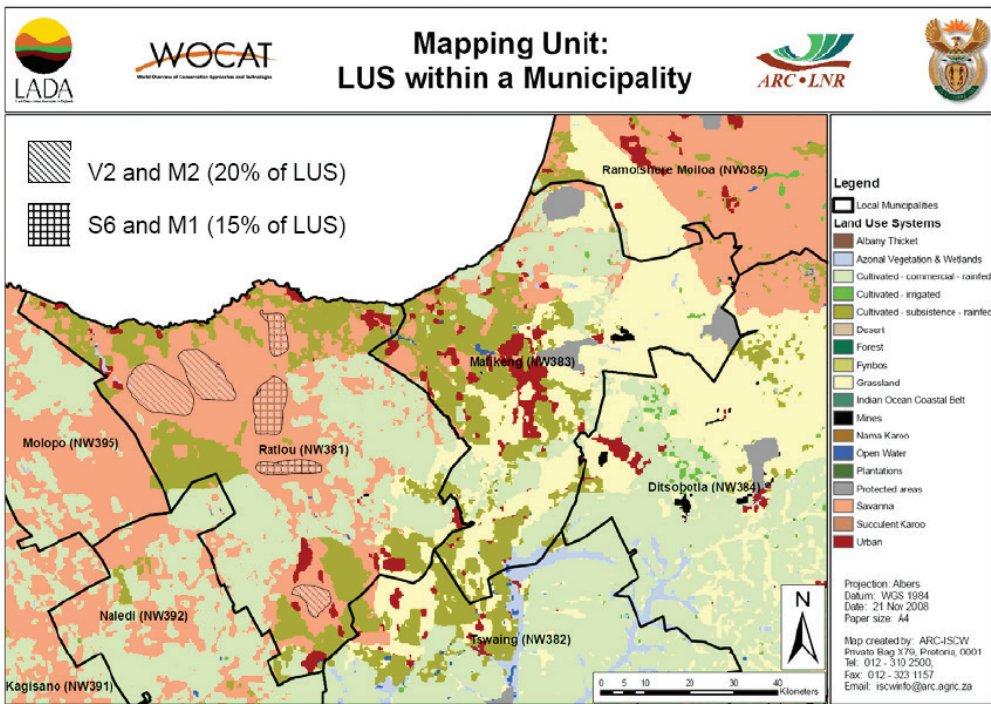 LADA
WOCAT
World Overview of Conservation Approaches and Technologies
Mapping Unit:
LUS within a Municipality
ARC • LNR
V2 and M2 (20% of LUS)
S6 and M1 (15% of LUS)
Ramotshere Moiloa (NW385)
Mafikeng (NW383)
Molopo (NW395)
Ratlou (NW381)
Ditsobotla (NW384)
Naledi (NW392)
Tswaing (NW382)
Kagisano (NW391)
N
0 5 10 20 30 40
Kilometers
Legend
Local Municipalities
Land Use Systems
Albany Thicket
Azonal Vegetation & Wetlands
Cultivated - commercial - rainfed
Cultivated - irrigated
Cultivated - subsistence - rainfed
Desert
Forest
Fynbos
Grassland
Indian Ocean Coastal Belt
Mines
Nama Karoo
Open Water
Plantations
Protected areas
Savanna
Succulent Karoo
Urban
Projection: Albers
Datum: WGS 1984
Date: 21 Nov 2008
Paper size: A4
Map created by: ARC-ISCW
Private Bag X79, Pretoria, 0001
Tel: 012 - 310 2500,
Fax: 012 - 323 1157
Email: iscwinfo@arc.agric.za